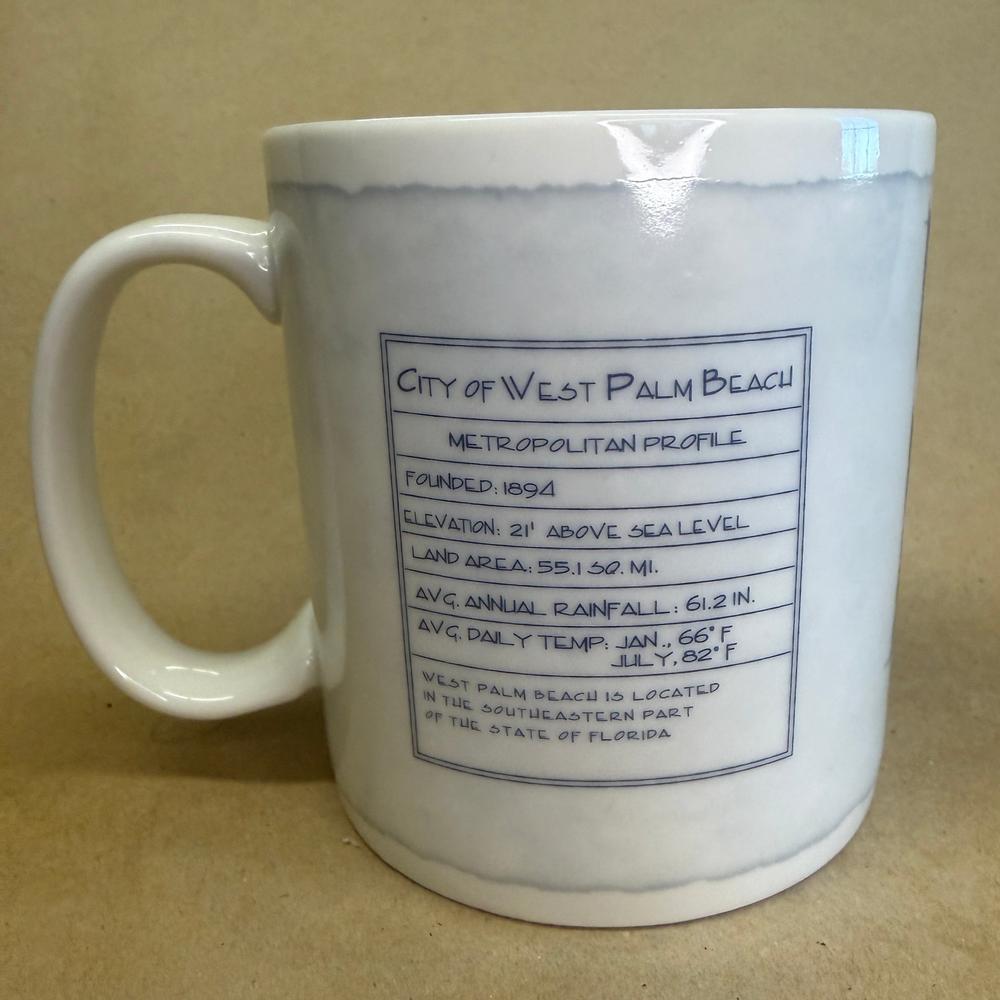 CITY OF WEST PALM BEACH
METROPOLITAN PROFILE
FOUNDED: 1894
ELEVATION: 21' ABOVE SEA LEVEL
LAND AREA: 55.1 SQ. MI.
AVG. ANNUAL RAINFALL: 61.2 IN.
AVG. DAILY TEMP: JAN., 66° F
JULY, 82° F
WEST PALM BEACH IS LOCATED
IN THE SOUTHEASTERN PART
OF THE STATE OF FLORIDA